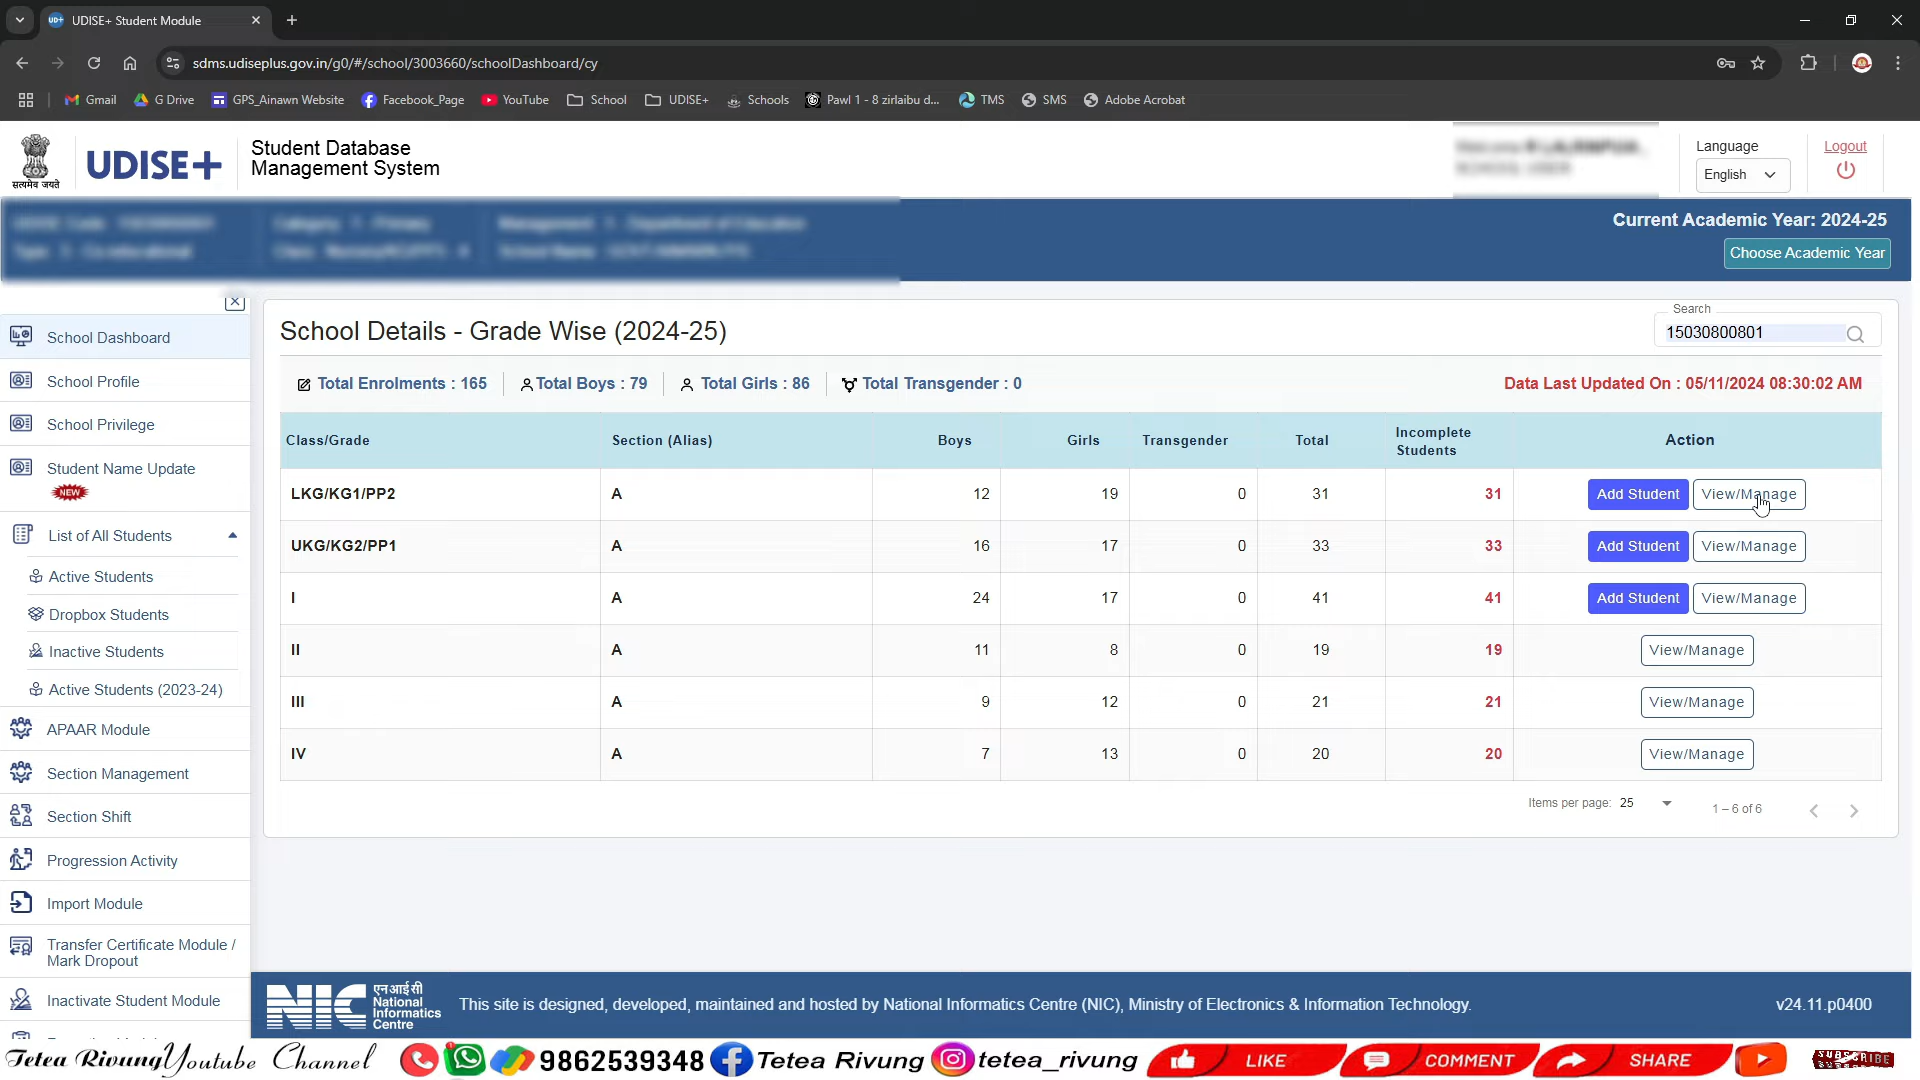 UDISE+ Student Module
sdms.udiseplus.gov.in/g0/#/school/3003660/schoolDashboard/cy
Gmail G Drive GPS_Ainawn Website Facebook_Page YouTube School UDISE+ Schools Pawl 1 - 8 zirlaibu d... TMS SMS Adobe Acrobat
सत्यमेव जयते
UDISE+
Student Database
Management System
Language
English
Logout
Current Academic Year: 2024-25
Choose Academic Year
School Dashboard
School Profile
School Privilege
Student Name Update
NEW
List of All Students
Active Students
Dropbox Students
Inactive Students
Active Students (2023-24)
APAAR Module
Section Management
Section Shift
Progression Activity
Import Module
Transfer Certificate Module /
Mark Dropout
Inactivate Student Module
School Details - Grade Wise (2024-25)
Search
15030800801
Total Enrolments : 165 Total Boys : 79 Total Girls : 86 Total Transgender : 0 Data Last Updated On : 05/11/2024 08:30:02 AM
Class/Grade Section (Alias) Boys Girls Transgender Total Incomplete Students Action
LKG/KG1/PP2 A 12 19 0 31 31 Add Student View/Manage
UKG/KG2/PP1 A 16 17 0 33 33 Add Student View/Manage
I A 24 17 0 41 41 Add Student View/Manage
II A 11 8 0 19 19 View/Manage
III A 9 12 0 21 21 View/Manage
IV A 7 13 0 20 20 View/Manage
Items per page: 25 1 – 6 of 6
NIC
एनआईसी
National
Informatics
Centre
This site is designed, developed, maintained and hosted by National Informatics Centre (NIC), Ministry of Electronics & Information Technology.
v24.11.p0400
Tetea Rivung Youtube Channel 9862539348 Tetea Rivung tetea_rivung LIKE COMMENT SHARE SUBSCRIBE